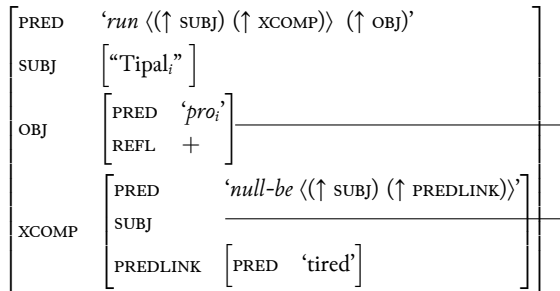 PRED ‘run ⟨(↑ SUBJ) (↑ XCOMP)⟩ (↑ OBJ)’
SUBJ [“Tipalᵢ” ]
OBJ
PRED ‘proᵢ’
REFL +
XCOMP
PRED ‘null-be ⟨(↑ SUBJ) (↑ PREDLINK)⟩’
SUBJ
PREDLINK [PRED ‘tired’]